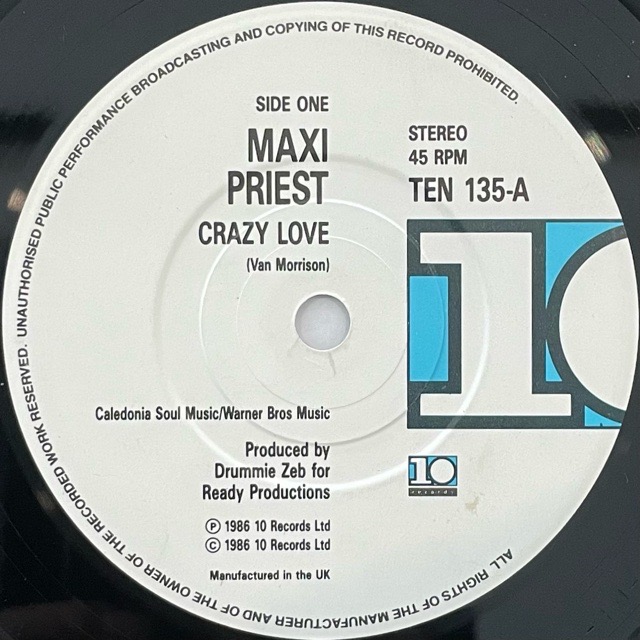 UNAUTHORISED PUBLIC PERFORMANCE BROADCASTING AND COPYING OF THIS RECORD PROHIBITED.
SIDE ONE
MAXI
PRIEST
CRAZY LOVE
(Van Morrison)
STEREO
45 RPM
TEN 135-A
10
Caledonia Soul Music/Warner Bros Music
Produced by
Drummie Zeb for
Ready Productions
10
records
℗ 1986 10 Records Ltd
© 1986 10 Records Ltd
Manufactured in the UK
ALL RIGHTS OF THE MANUFACTURER AND OF THE OWNER OF THE RECORDED WORK RESERVED.